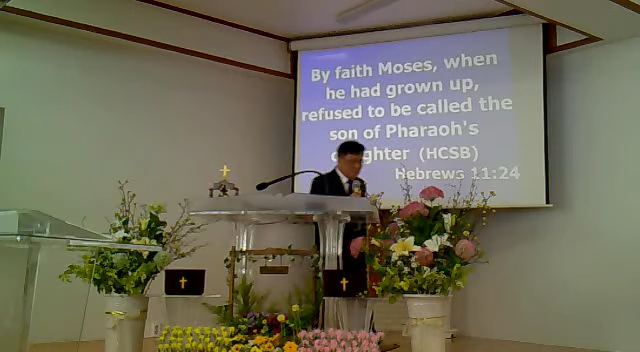 By faith Moses, when
he had grown up,
refused to be called the
son of Pharaoh's
daughter (HCSB)
Hebrews 11:24